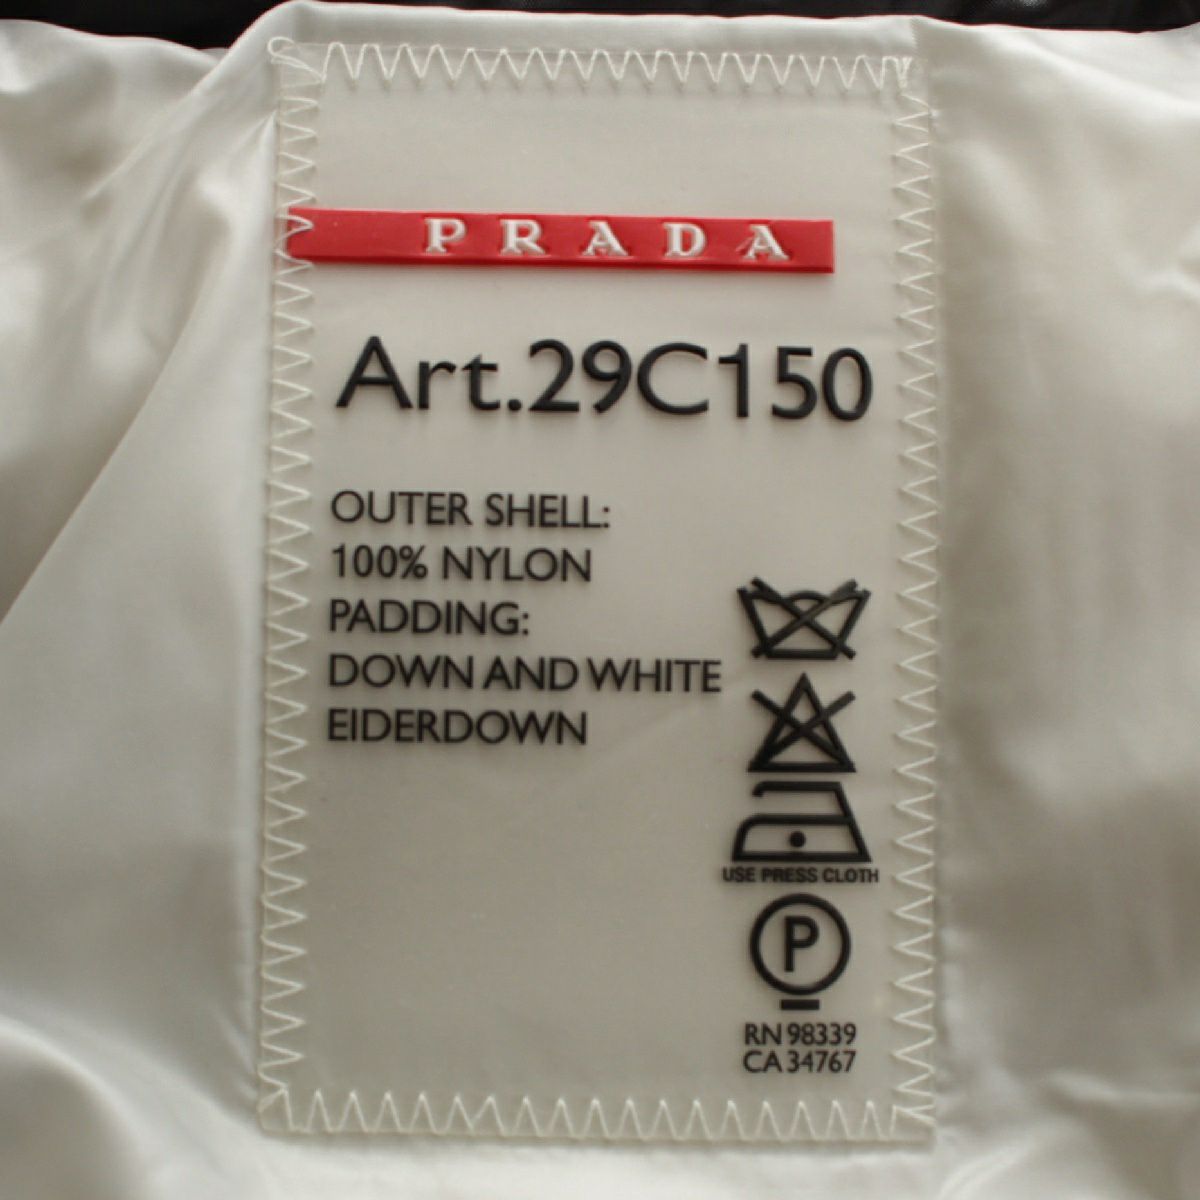 PRADA
Art.29C150
OUTER SHELL:
100% NYLON
PADDING:
DOWN AND WHITE
EIDERDOWN
USE PRESS CLOTH
P
RN 98339
CA 34767